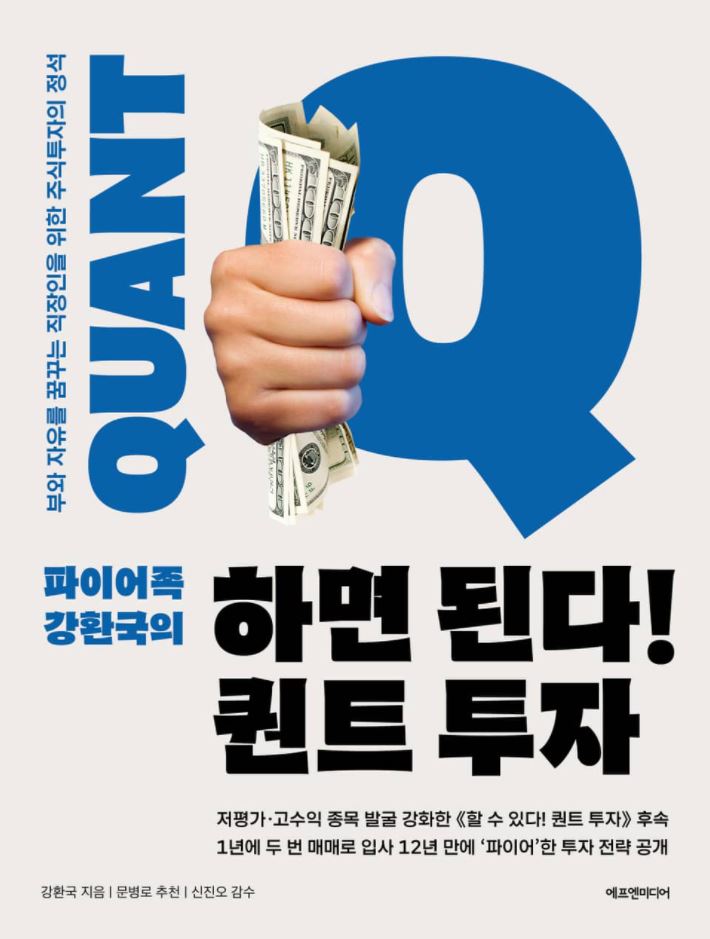 부와 자유를 꿈꾸는 직장인을 위한 주식투자의 정석
QUANT
Q
파이어족
강환국의
하면 된다!
퀀트 투자
저평가·고수익 종목 발굴 강화한 《할 수 있다! 퀀트 투자》 후속
1년에 두 번 매매로 입사 12년 만에 ‘파이어’한 투자 전략 공개
강환국 지음 | 문병로 추천 | 신진오 감수
에프엔미디어